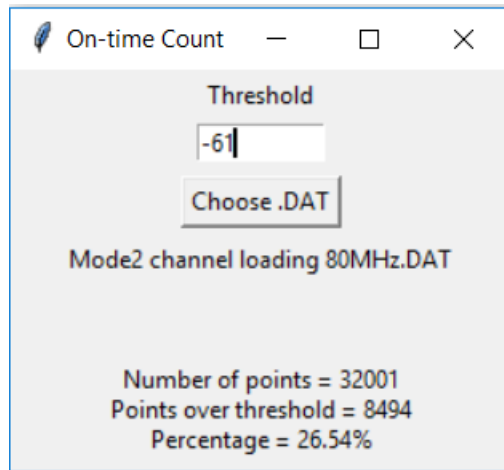 On-time Count
Threshold
-61
Choose .DAT
Mode2 channel loading 80MHz.DAT
Number of points = 32001
Points over threshold = 8494
Percentage = 26.54%